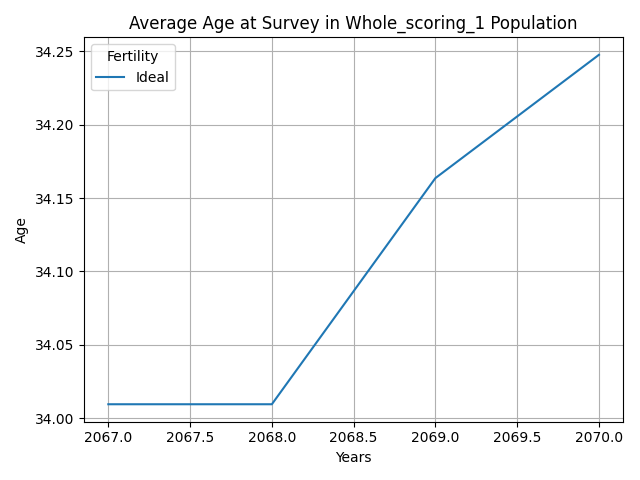 Average Age at Survey in Whole_scoring_1 Population
Fertility
Ideal
34.25
34.20
34.15
34.10
34.05
34.00
Age
2067.0 2067.5 2068.0 2068.5 2069.0 2069.5 2070.0
Years